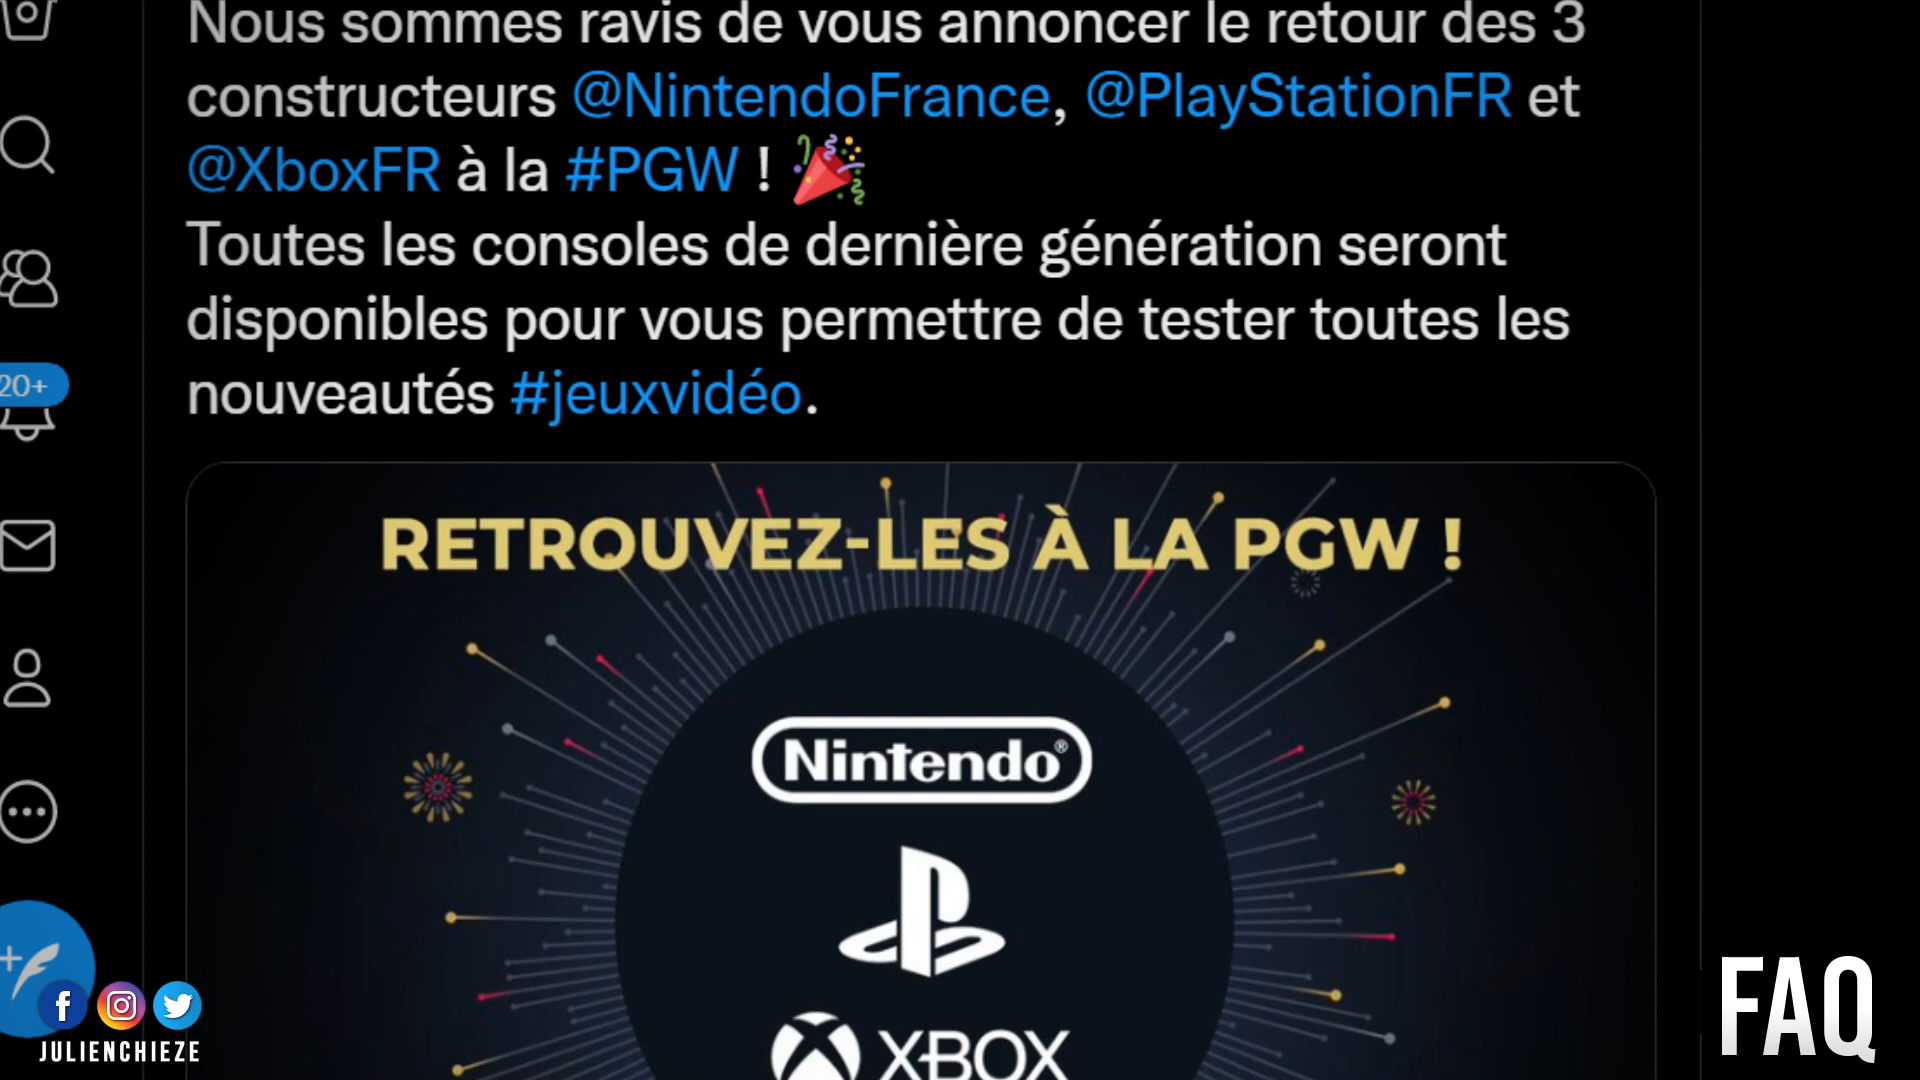 Nous sommes ravis de vous annoncer le retour des 3
constructeurs @NintendoFrance, @PlayStationFR et
@XboxFR à la #PGW ! 🎉
Toutes les consoles de dernière génération seront
disponibles pour vous permettre de tester toutes les
nouveautés #jeuxvidéo.
20+
RETROUVEZ-LES À LA PGW !
Nintendo®
XBOX
JULIENCHIEZE
FAQ